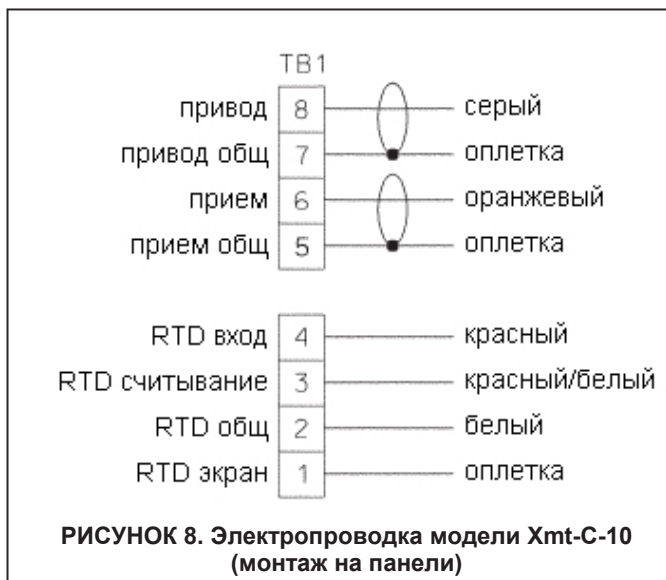 TB1
привод 8 серый
привод общ 7 оплетка
прием 6 оранжевый
прием общ 5 оплетка
RTD вход 4 красный
RTD считывание 3 красный/белый
RTD общ 2 белый
RTD экран 1 оплетка
РИСУНОК 8. Электропроводка модели Xmt-C-10
(монтаж на панели)